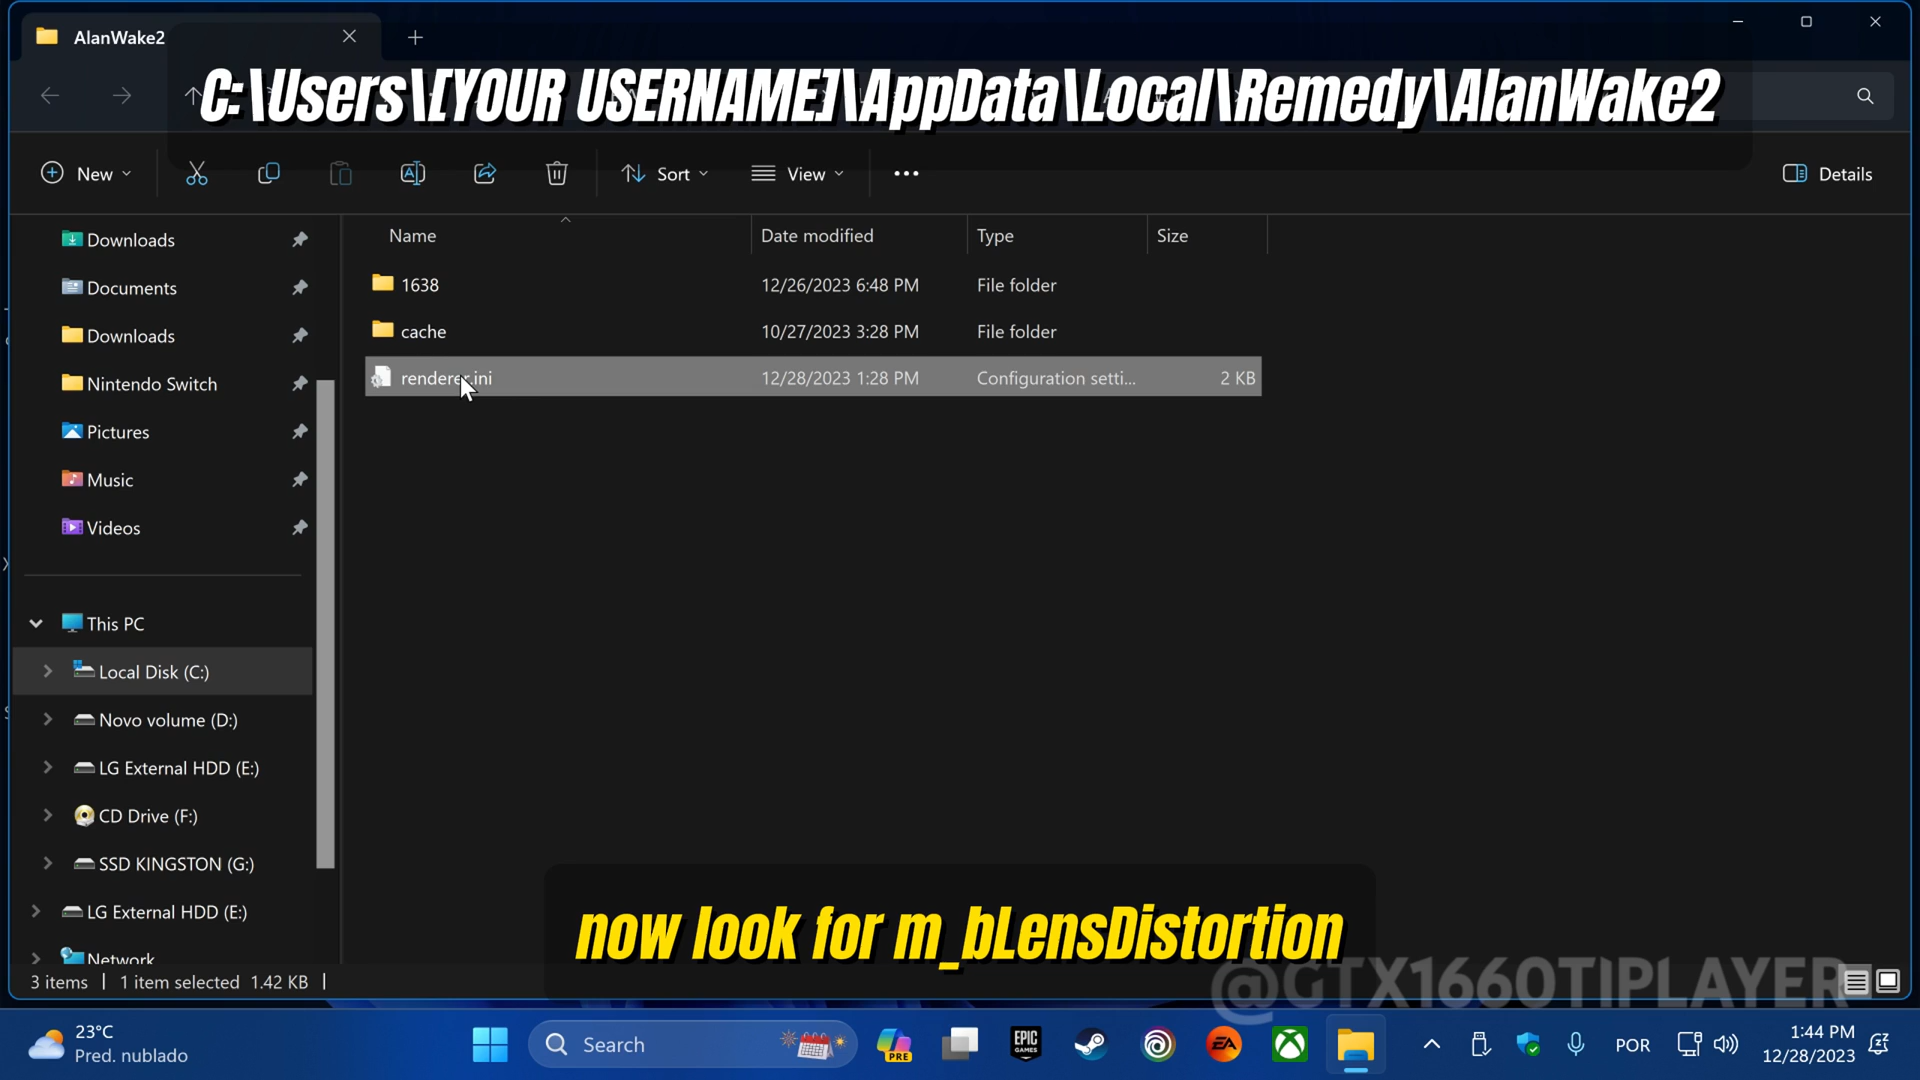 AlanWake2
C:\Users\[YOUR USERNAME]\AppData\Local\Remedy\AlanWake2
New
Sort
View
Details
Name
Date modified
Type
Size
Downloads
Documents
Downloads
Nintendo Switch
Pictures
Music
Videos
This PC
Local Disk (C:)
Novo volume (D:)
LG External HDD (E:)
CD Drive (F:)
SSD KINGSTON (G:)
LG External HDD (E:)
Network
1638 12/26/2023 6:48 PM File folder
cache 10/27/2023 3:28 PM File folder
renderer.ini 12/28/2023 1:28 PM Configuration setti... 2 KB
now look for m_bLensDistortion
@GTX1660TIPLAYER
3 items 1 item selected 1.42 KB
23°C
Pred. nublado
Search
PRE
EPIC
GAMES
EA
POR
1:44 PM
12/28/2023